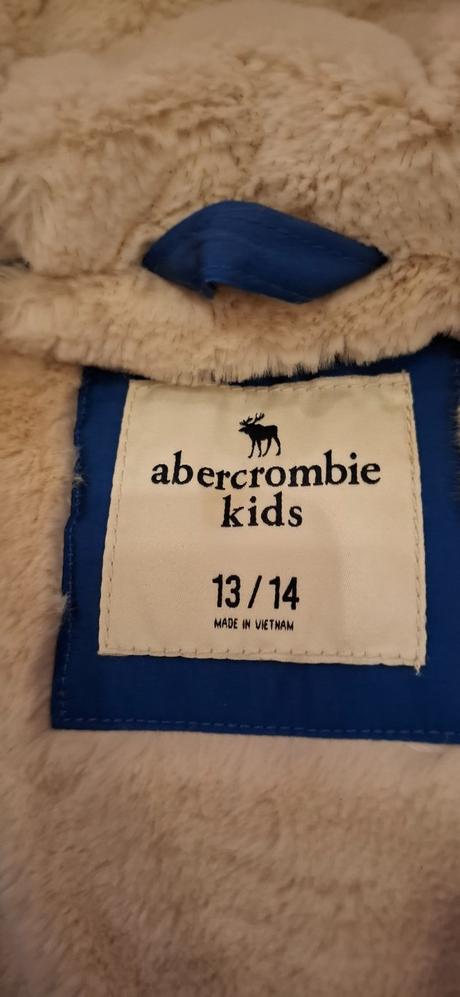 abercrombie
kids
13/14
MADE IN VIETNAM